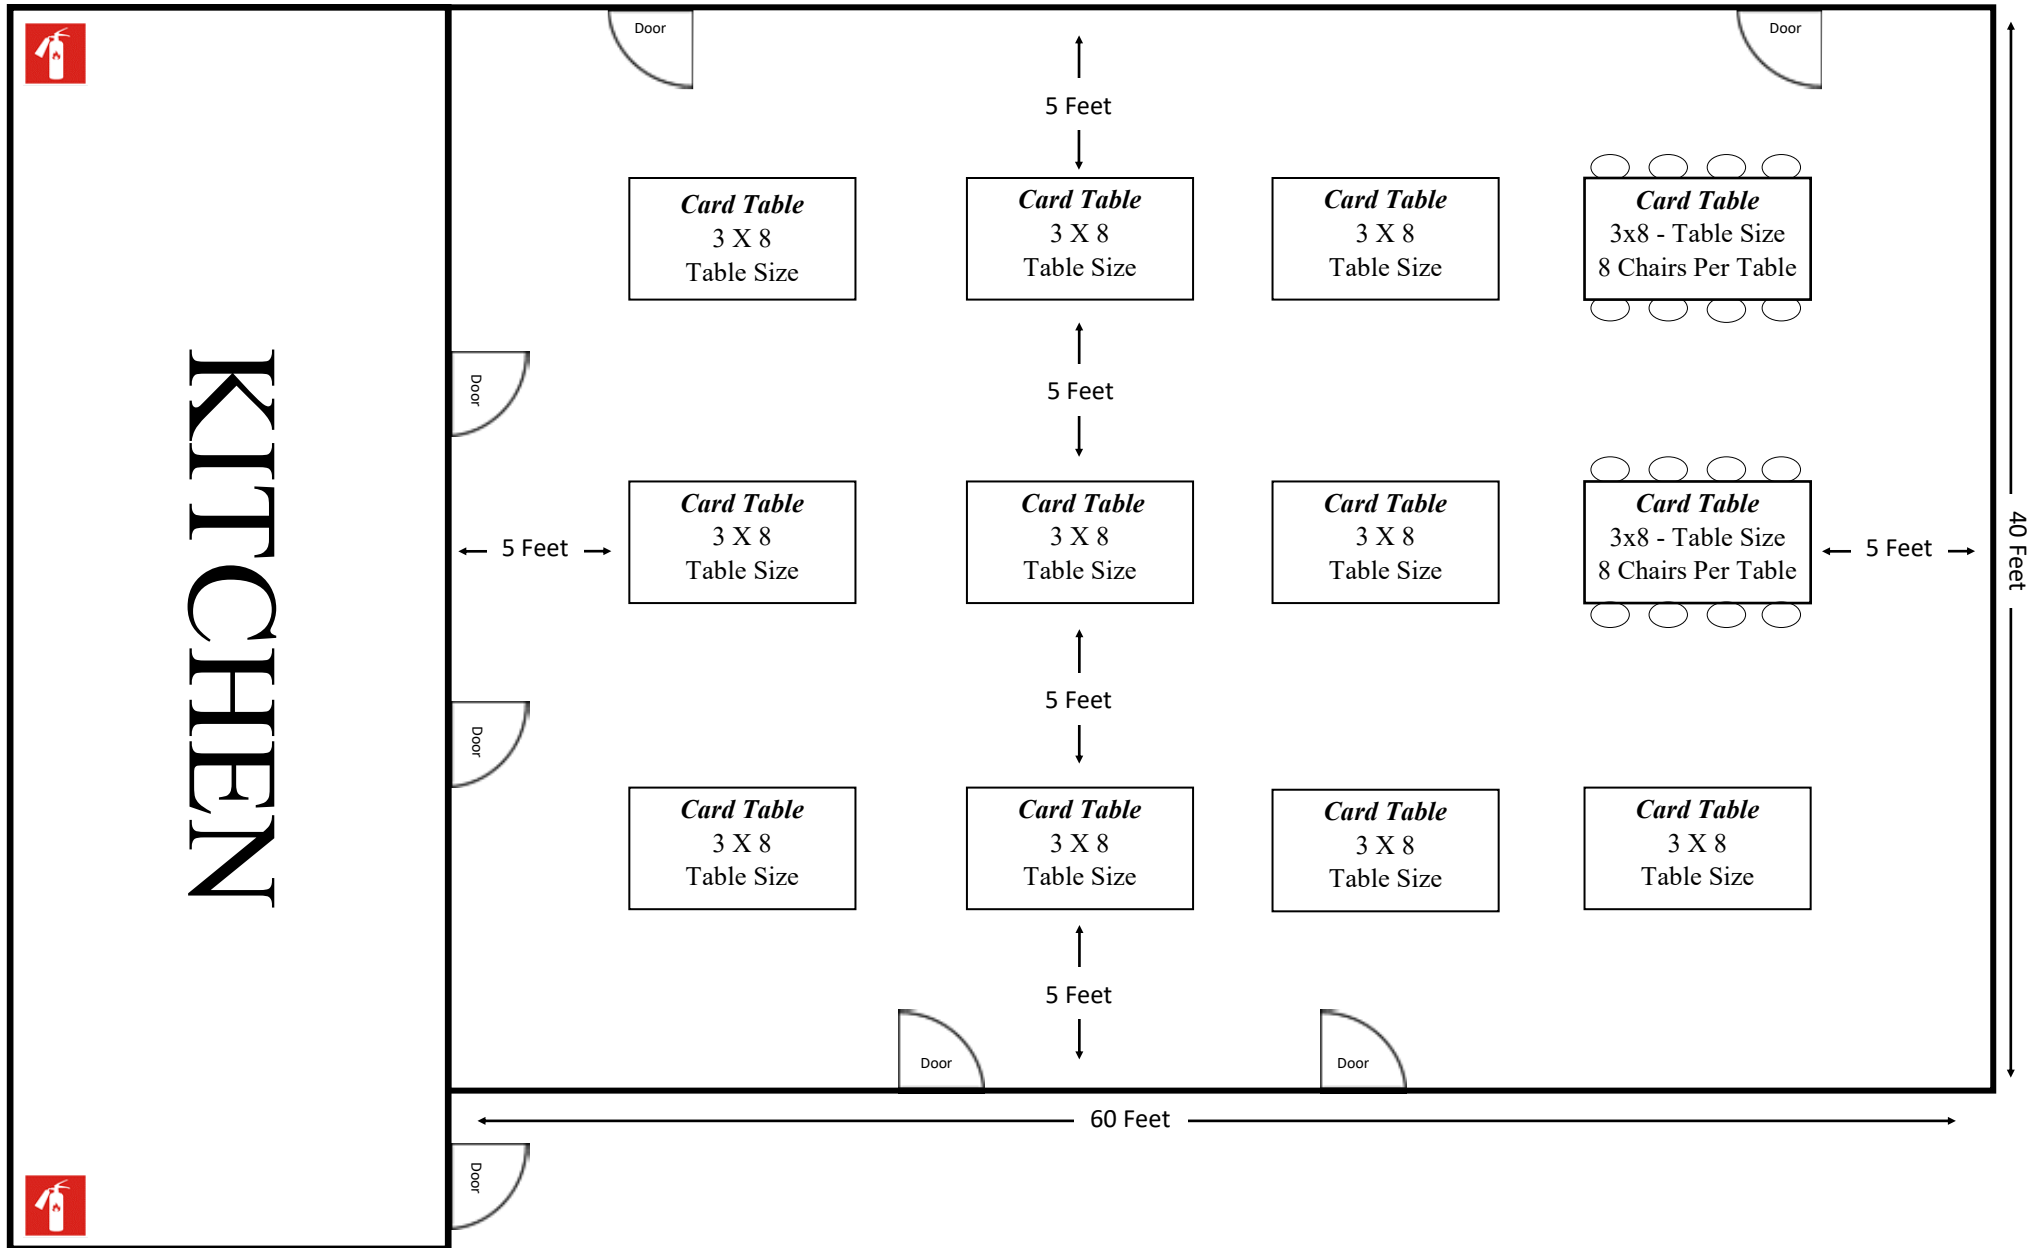 Door
Door
5 Feet
Card Table
3 X 8
Table Size
Card Table
3 X 8
Table Size
Card Table
3 X 8
Table Size
Card Table
3x8 - Table Size
8 Chairs Per Table
KITCHEN
Door
5 Feet
Card Table
3 X 8
Table Size
Card Table
3 X 8
Table Size
Card Table
3 X 8
Table Size
Card Table
3x8 - Table Size
8 Chairs Per Table
5 Feet
5 Feet
40 Feet
Door
5 Feet
Card Table
3 X 8
Table Size
Card Table
3 X 8
Table Size
Card Table
3 X 8
Table Size
Card Table
3 X 8
Table Size
5 Feet
Door
Door
60 Feet
Door